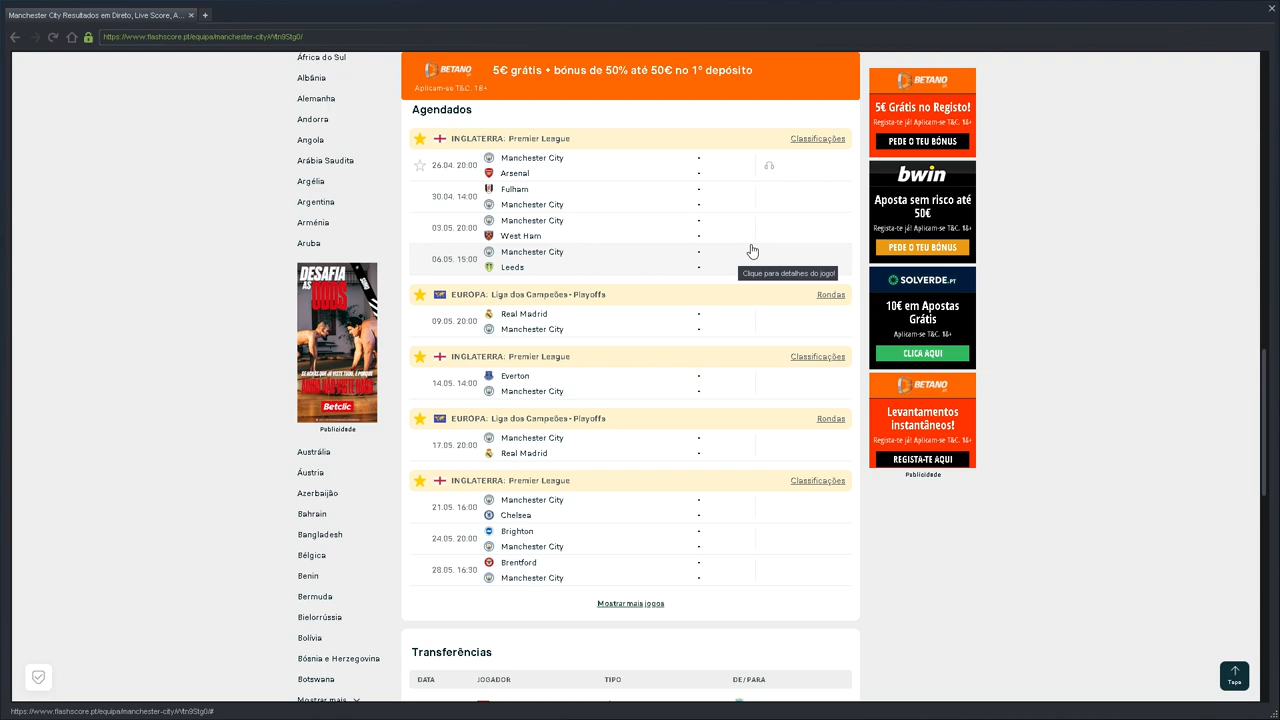 Manchester City Resultados em Direto, Live Score, A...
https://www.flashscore.pt/equipa/manchester-city/Wtn9Stg0/
África do Sul
Albânia
Alemanha
Andorra
Angola
Arábia Saudita
Argélia
Argentina
Arménia
Aruba
DESAFIA
AS
ODDS
Betclic
Publicidade
Austrália
Áustria
Azerbaijão
Bahrain
Bangladesh
Bélgica
Benin
Bermuda
Bielorrússia
Bolívia
Bósnia e Herzegovina
Botswana
Mostrar mais
BETANO
5€ grátis + bónus de 50% até 50€ no 1º depósito
Aplicam-se T&C. 18+
Agendados
INGLATERRA: Premier League
Classificações
26.04. 20:00
Manchester City
-
Arsenal
-
30.04. 14:00
Fulham
Manchester City
03.05. 20:00
Manchester City
-
West Ham
-
06.05. 15:00
Manchester City
-
Leeds
-
Clique para detalhes do jogo!
EUROPA: Liga dos Campeões - Playoffs
Rondas
09.05. 20:00
Real Madrid
-
Manchester City
-
INGLATERRA: Premier League
Classificações
14.05. 14:00
Everton
-
Manchester City
-
EUROPA: Liga dos Campeões - Playoffs
Rondas
17.05. 20:00
Manchester City
-
Real Madrid
-
INGLATERRA: Premier League
Classificações
21.05. 16:00
Manchester City
-
Chelsea
-
24.05. 20:00
Brighton
-
Manchester City
-
28.05. 16:30
Brentford
-
Manchester City
-
Mostrar mais jogos
Transferências
DATA JOGADOR TIPO DE/PARA
BETANO
5€ Grátis no Registo!
Regista-te já! Aplicam-se T&C. 18+
PEDE O TEU BÓNUS
bwin
Aposta sem risco até
50€
Regista-te já! Aplicam-se T&C. 18+
PEDE O TEU BÓNUS
SOLVERDE.PT
10€ em Apostas
Grátis
Aplicam-se T&C. 18+
CLICA AQUI
BETANO
Levantamentos
instantâneos!
Regista-te já! Aplicam-se T&C. 18+
REGISTA-TE AQUI
Publicidade
Topo
https://www.flashscore.pt/equipa/manchester-city/Wtn9Stg0/#